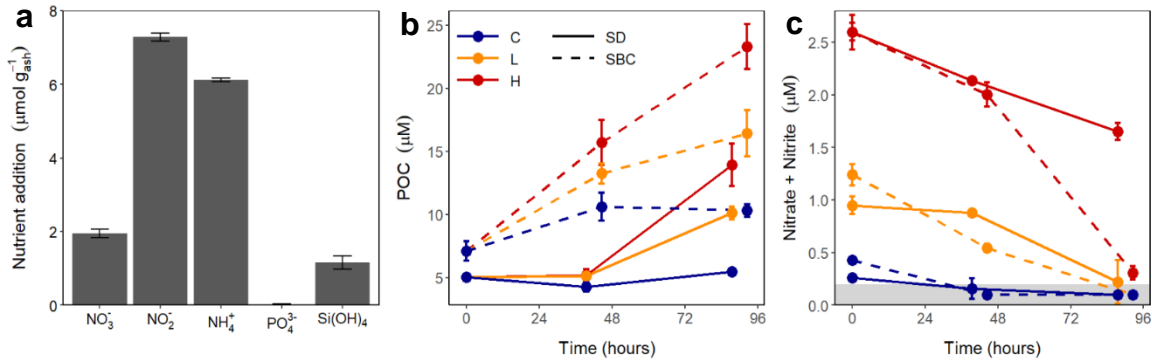 a
Nutrient addition (μmol g⁻¹ash)
8
6
4
2
0
NO₃⁻
NO₂⁻
NH₄⁺
PO₄³⁻
Si(OH)₄
b
C
L
H
SD
SBC
POC (μM)
25
20
15
10
5
0 24 48 72 96
Time (hours)
c
Nitrate + Nitrite (μM)
2.5
2.0
1.5
1.0
0.5
0.0
0 24 48 72 96
Time (hours)